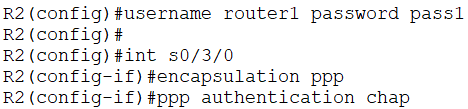 R2(config)#username router1 password pass1
R2(config)#
R2(config)#int s0/3/0
R2(config-if)#encapsulation ppp
R2(config-if)#ppp authentication chap